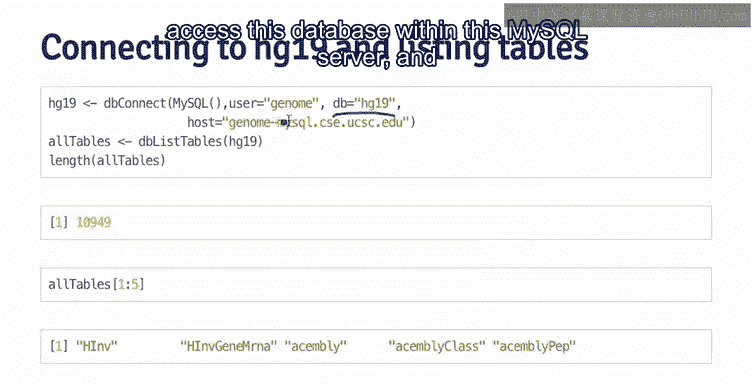 access this database within this MySQL
server, and
Connecting to hg19 and listing tables
hg19 <- dbConnect(MySQL(),user="genome", db="hg19",
host="genome-mysql.cse.ucsc.edu")
allTables <- dbListTables(hg19)
length(allTables)
[1] 10949
allTables[1:5]
[1] "HInv" "HInvGeneMrna" "acembly" "acemblyClass" "acemblyPep"